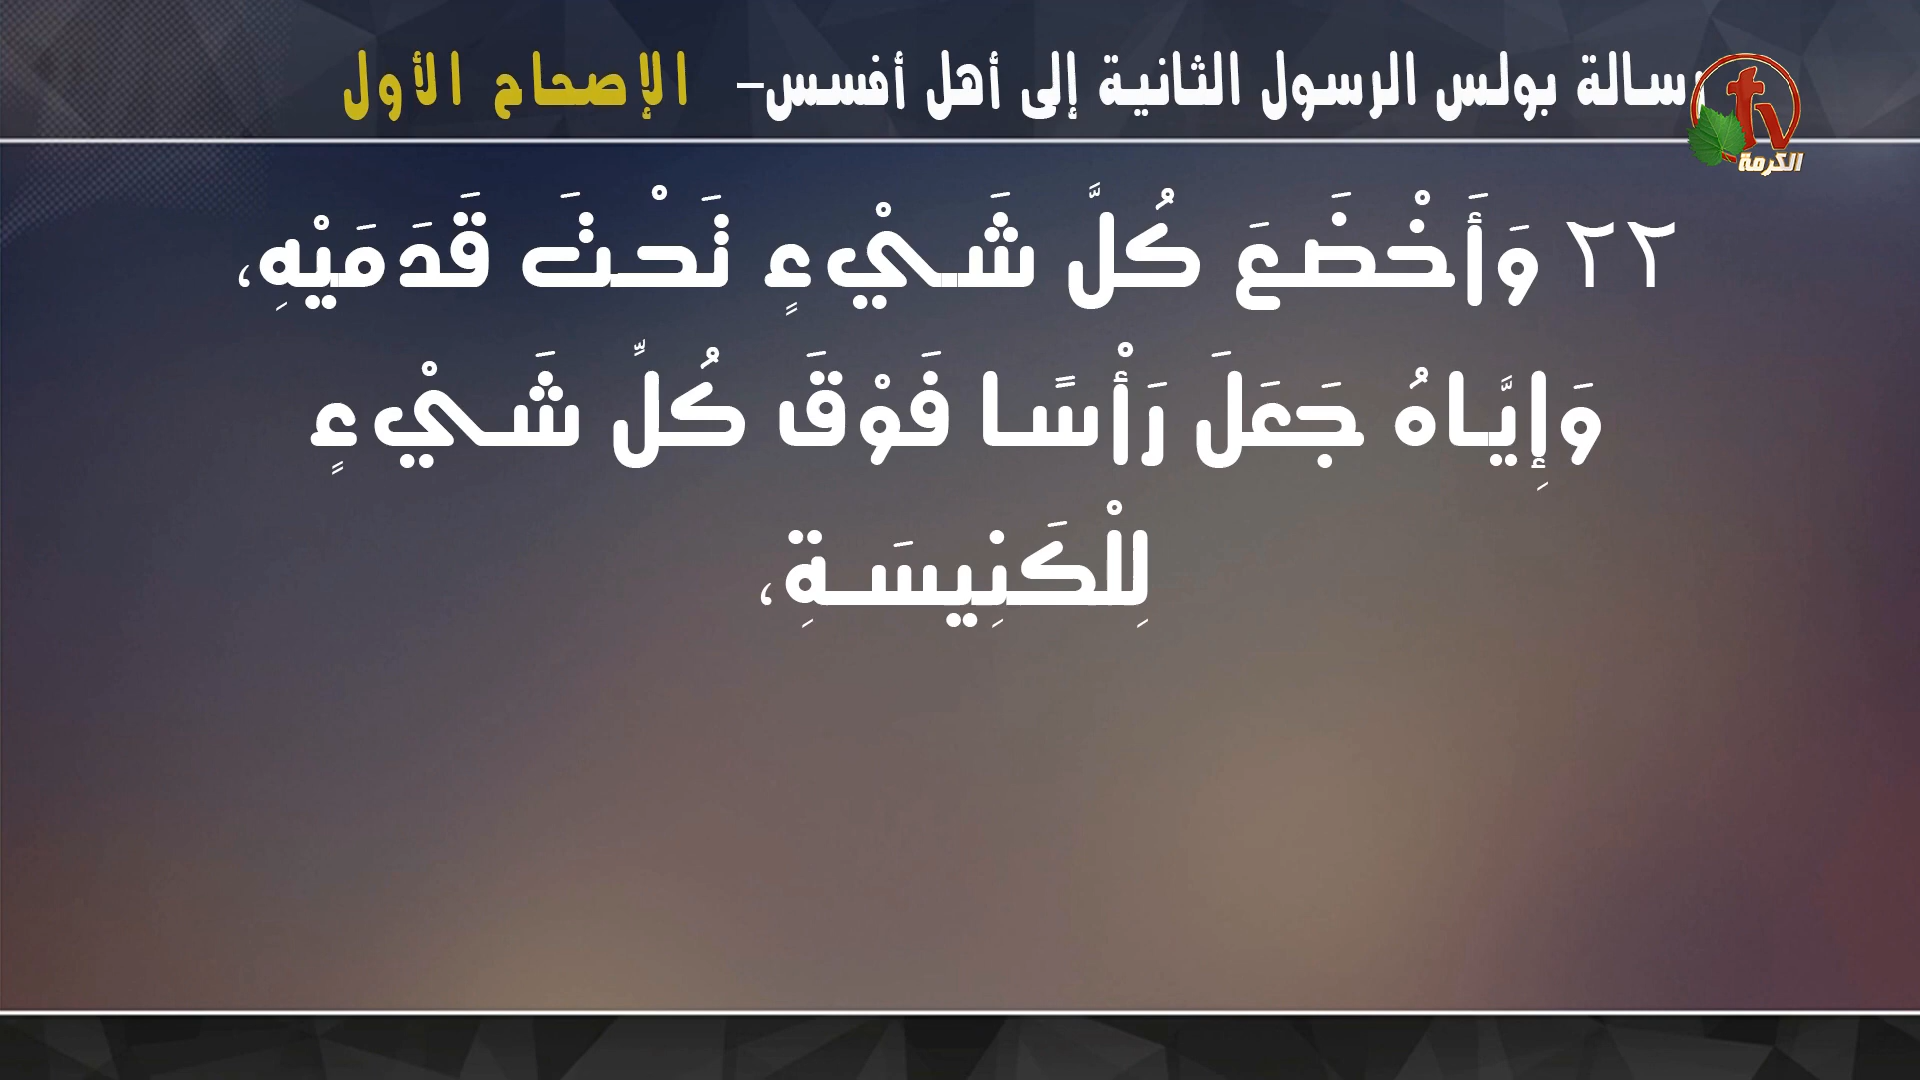 رسالة بولس الرسول الثانية إلى أهل أفسس– الإصحاح الأول
tv
الكرمة
٢٢ وَأَخْضَعَ كُلَّ شَيْءٍ تَحْتَ قَدَمَيْهِ،
وَإِيَّاهُ جَعَلَ رَأْسًا فَوْقَ كُلِّ شَيْءٍ
لِلْكَنِيسَةِ،